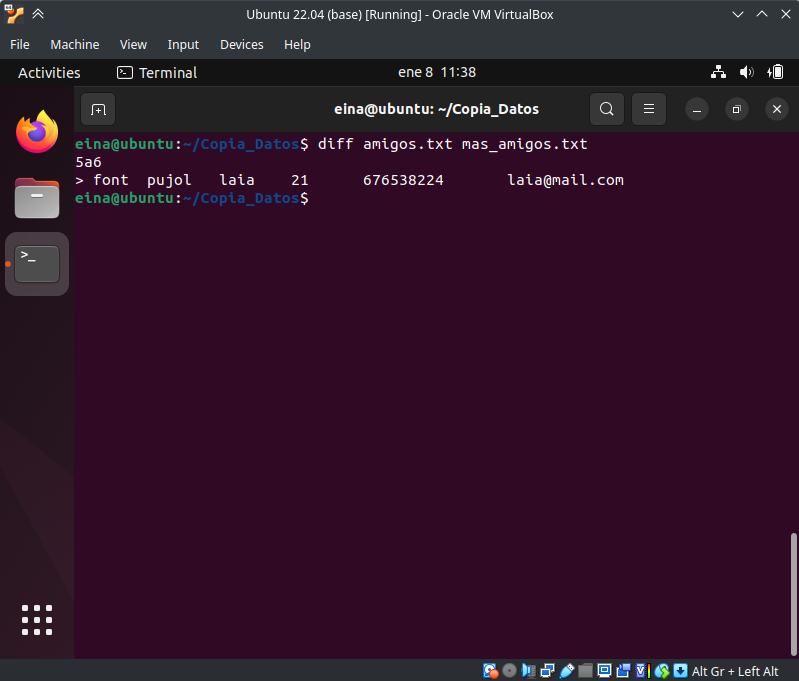 Ubuntu 22.04 (base) [Running] - Oracle VM VirtualBox
File Machine View Input Devices Help
Activities Terminal ene 8 11:38
eina@ubuntu: ~/Copia_Datos
eina@ubuntu:~/Copia_Datos$ diff amigos.txt mas_amigos.txt
5a6
> font pujol laia 21 676538224 laia@mail.com
eina@ubuntu:~/Copia_Datos$
Alt Gr + Left Alt